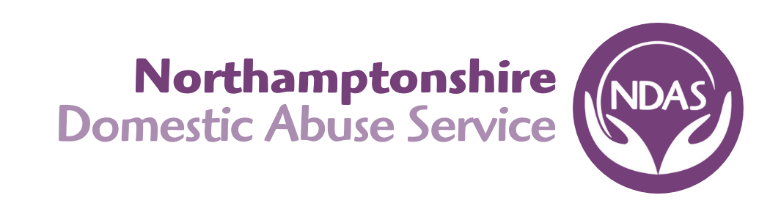 Northamptonshire
Domestic Abuse Service
NDAS